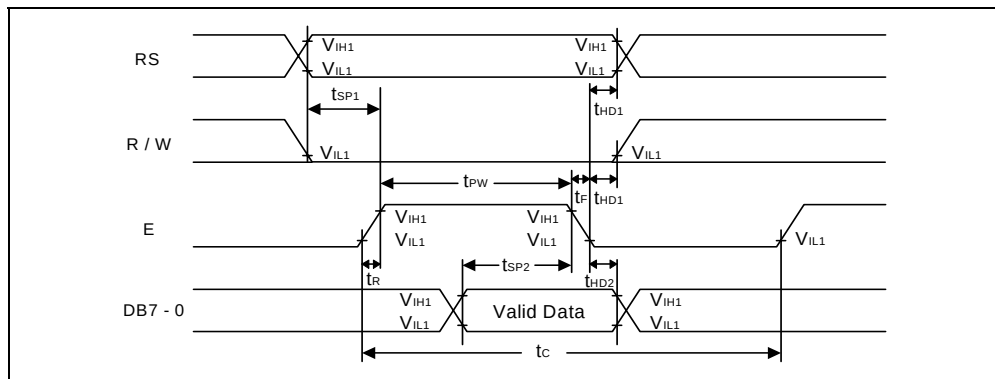 RS
VIH1 VIH1
VIL1 VIL1
tSP1 tHD1
R / W
VIL1 VIL1
tPW tF tHD1
E
VIH1 VIH1
VIL1 VIL1 VIL1
tR tSP2 tHD2
DB7 - 0
VIH1 Valid Data VIH1
VIL1 VIL1
tC